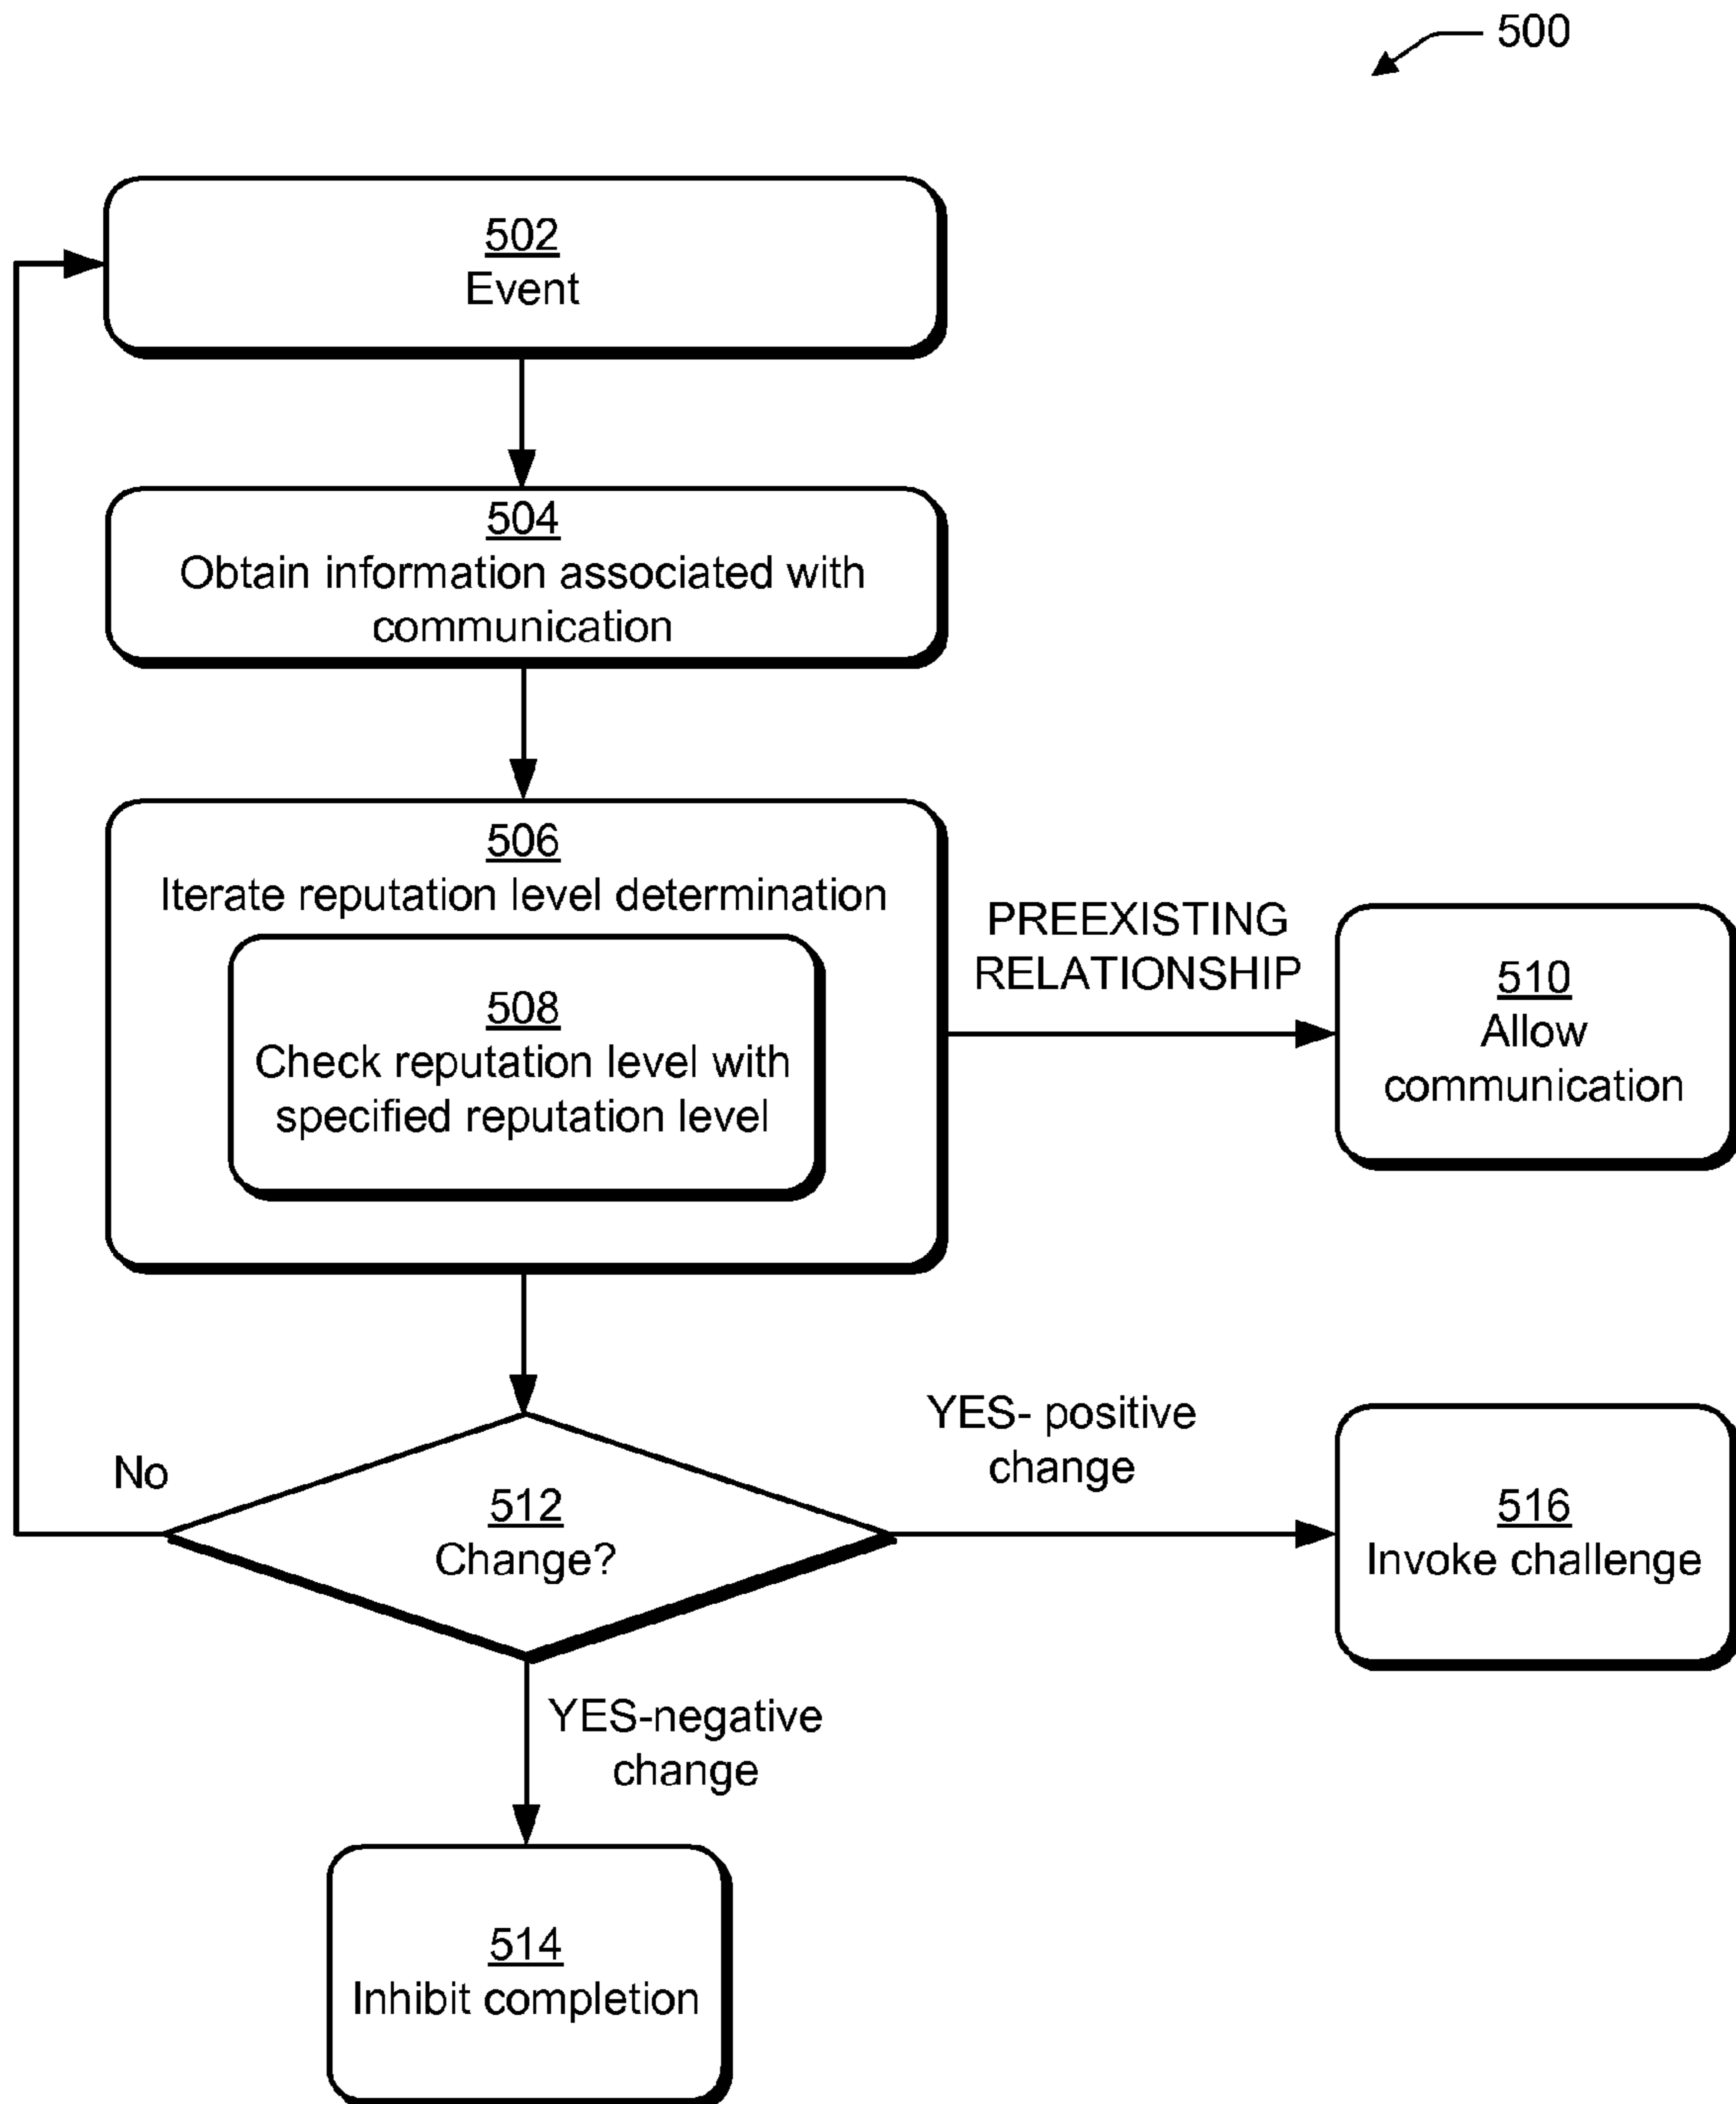 500
502
Event
504
Obtain information associated with
communication
506
Iterate reputation level determination
508
Check reputation level with
specified reputation level
PREEXISTING
RELATIONSHIP
510
Allow
communication
No
512
Change?
YES- positive
change
516
Invoke challenge
YES-negative
change
514
Inhibit completion